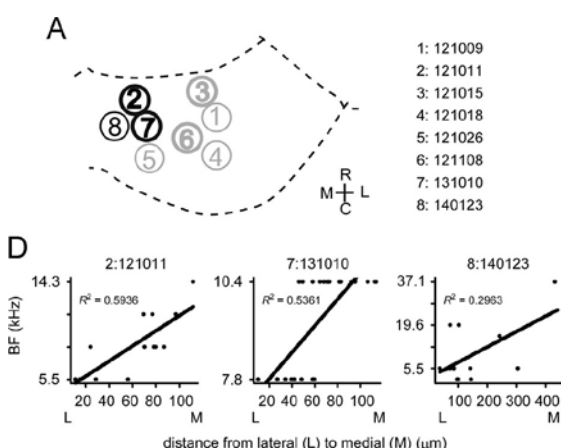 A
2
3
8
7
1
6
5
4
R
M L
C
1: 121009
2: 121011
3: 121015
4: 121018
5: 121026
6: 121108
7: 131010
8: 140123
D
2:121011 7:131010 8:140123
BF (kHz)
14.3
5.5
R² = 0.5936
20 40 60 80 100
L M
10.4
7.8
R² = 0.5361
20 40 60 80 100
L M
37.1
19.6
5.5
R² = 0.2963
100 200 300 400
L M
distance from lateral (L) to medial (M) (μm)